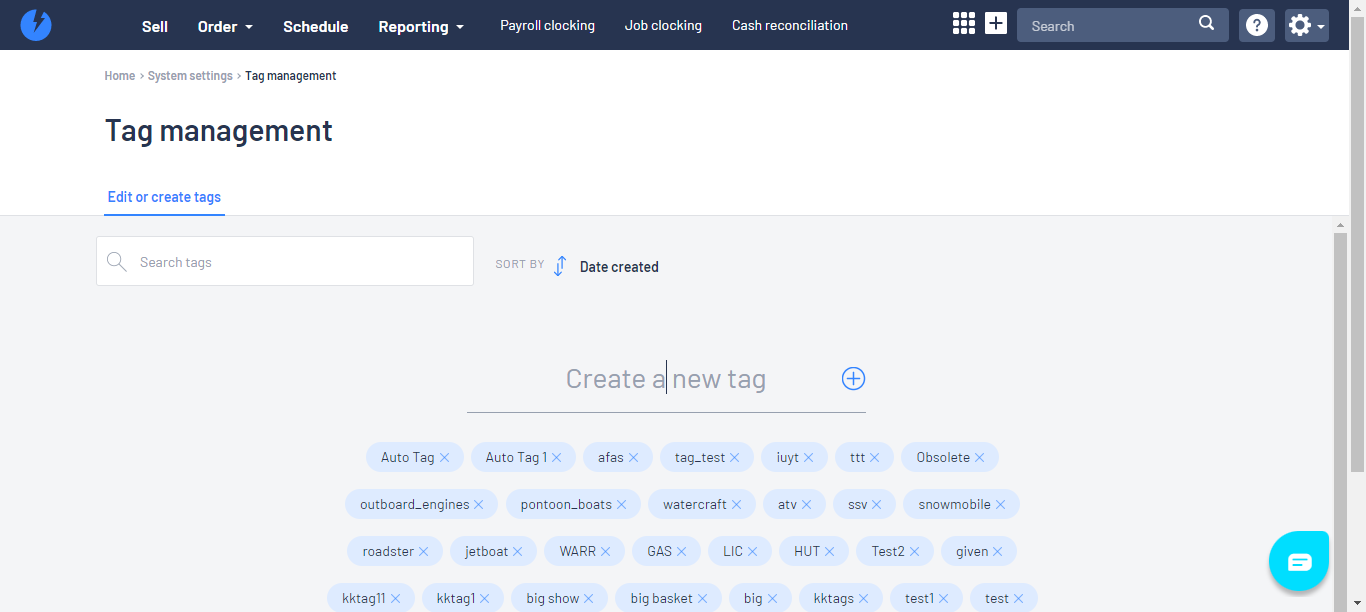 Sell Order Schedule Reporting Payroll clocking Job clocking Cash reconciliation Search
Home › System settings › Tag management
Tag management
Edit or create tags
Search tags SORT BY Date created
Create a new tag
Auto Tag Auto Tag 1 afas tag_test iuyt ttt Obsolete
outboard_engines pontoon_boats watercraft atv ssv snowmobile
roadster jetboat WARR GAS LIC HUT Test2 given
kktag11 kktag1 big show big basket big kktags test1 test